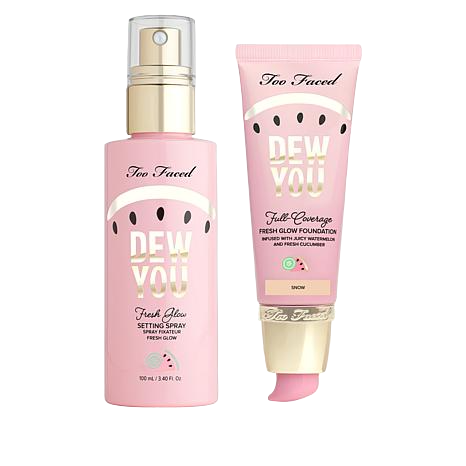 Too Faced
DEW
YOU
Fresh Glow
SETTING SPRAY
SPRAY FIXATEUR
FRESH GLOW
100 mL / 3.40 Fl. Oz
Too Faced
DEW
YOU
Full-Coverage
FRESH GLOW FOUNDATION
INFUSED WITH JUICY WATERMELON
AND FRESH CUCUMBER
SNOW
Too Faced